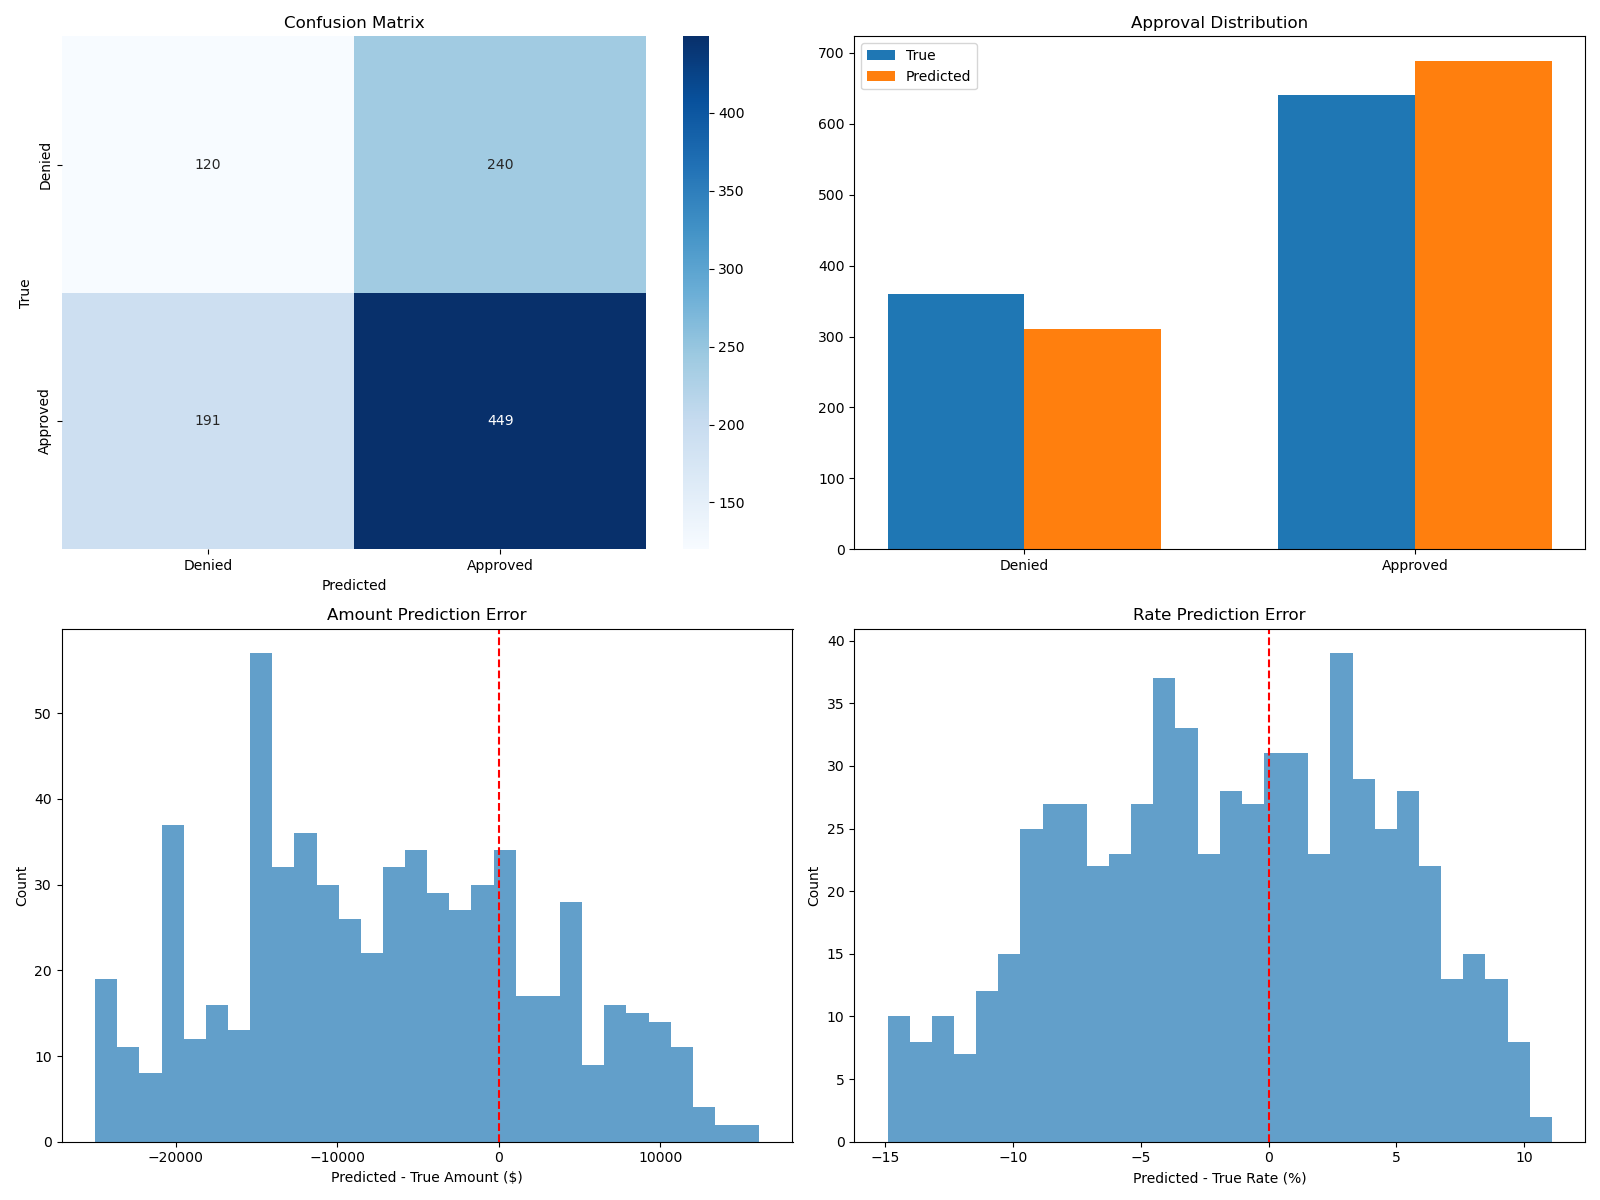 Confusion Matrix
Denied
Approved
True
120
240
191
449
Denied
Approved
Predicted
400
350
300
250
200
150
Approval Distribution
True
Predicted
700
600
500
400
300
200
100
0
Denied
Approved
Amount Prediction Error
Count
50
40
30
20
10
0
−20000
−10000
0
10000
Predicted - True Amount ($)
Rate Prediction Error
Count
40
35
30
25
20
15
10
5
0
−15
−10
−5
0
5
10
Predicted - True Rate (%)